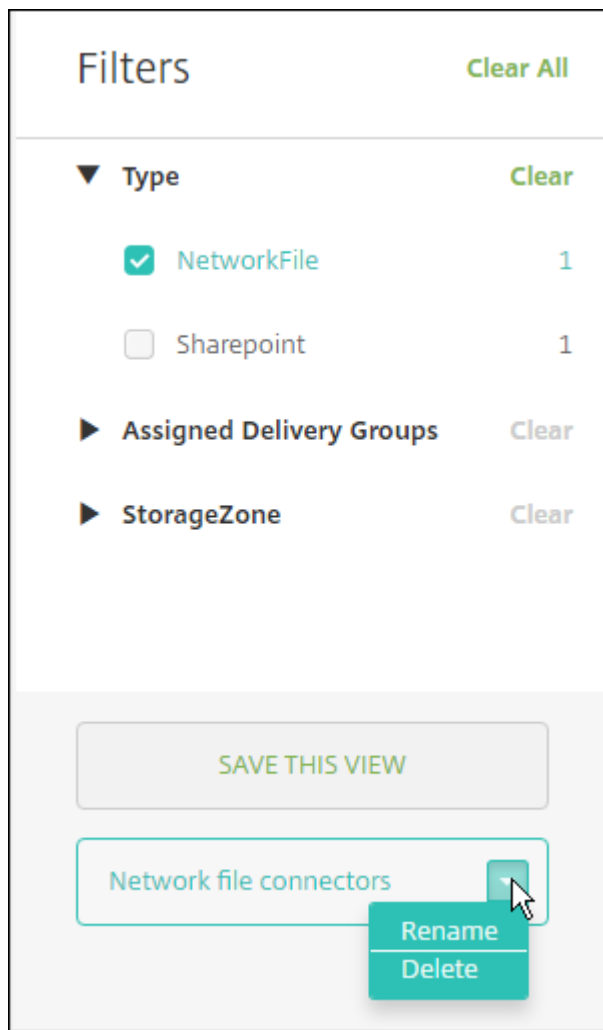 Filters Clear All
Type Clear
NetworkFile 1
Sharepoint 1
Assigned Delivery Groups Clear
StorageZone Clear
SAVE THIS VIEW
Network file connectors
Rename
Delete